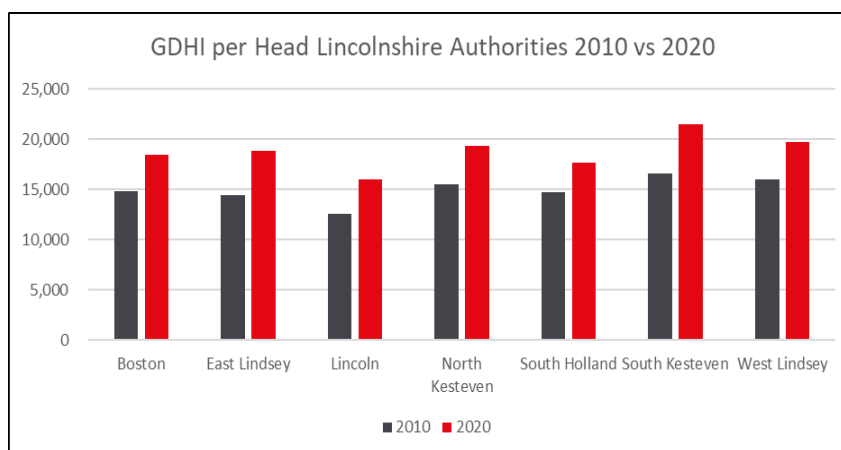 GDHI per Head Lincolnshire Authorities 2010 vs 2020
25,000
20,000
15,000
10,000
5,000
0
Boston
East Lindsey
Lincoln
North
Kesteven
South Holland
South Kesteven
West Lindsey
2010
2020